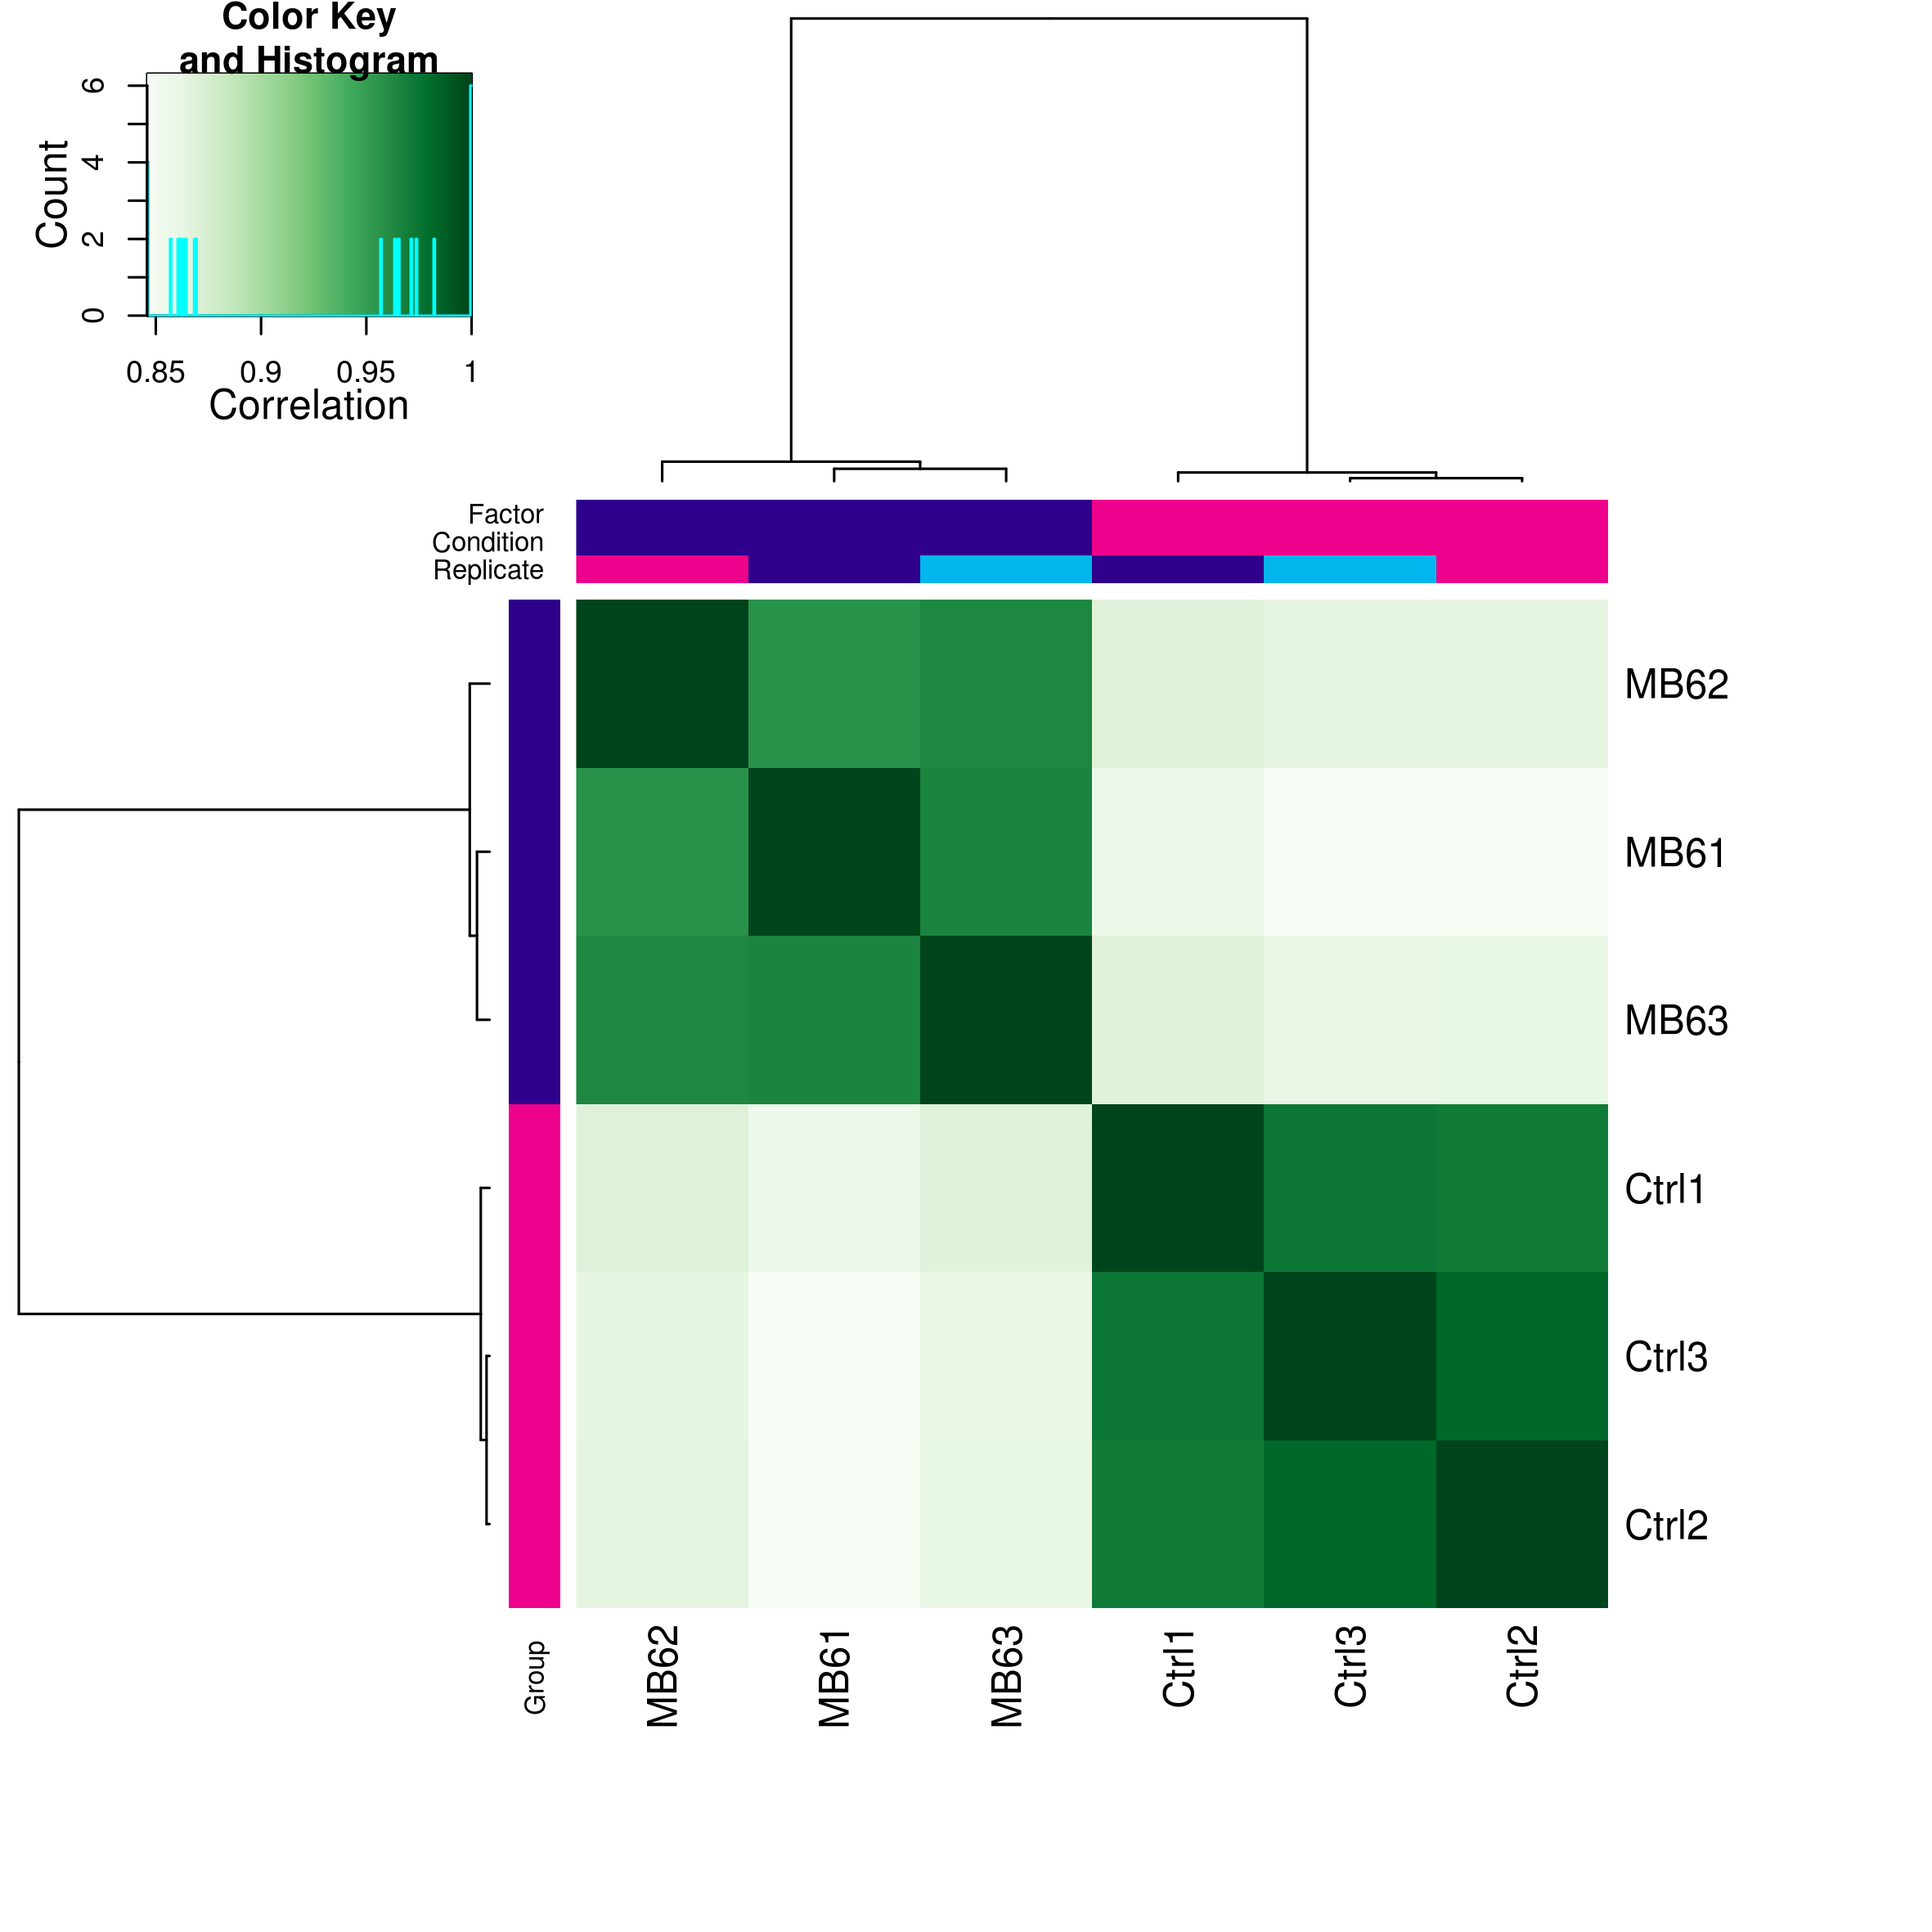 Color Key
and Histogram
Count
0 2 4 6
0.85 0.9 0.95 1
Correlation
Factor
Condition
Replicate
MB62
MB61
MB63
Ctrl1
Ctrl3
Ctrl2
Group
MB62
MB61
MB63
Ctrl1
Ctrl3
Ctrl2